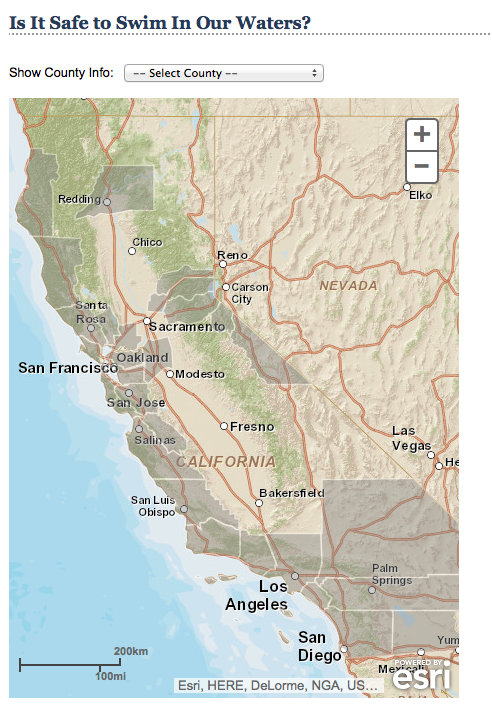 Is It Safe to Swim In Our Waters?
Show County Info:
-- Select County --
+
−
Elko
Redding
Chico
Reno
Carson
City
NEVADA
Santa
Rosa
Sacramento
Oakland
San Francisco
Modesto
San Jose
Fresno
Las
Vegas
Salinas
He
CALIFORNIA
Bakersfield
San Luis
Obispo
Palm
Springs
Los
Angeles
San
Diego
Yum
Mexicali
200km
100mi
POWERED BY
esri
Esri, HERE, DeLorme, NGA, US...